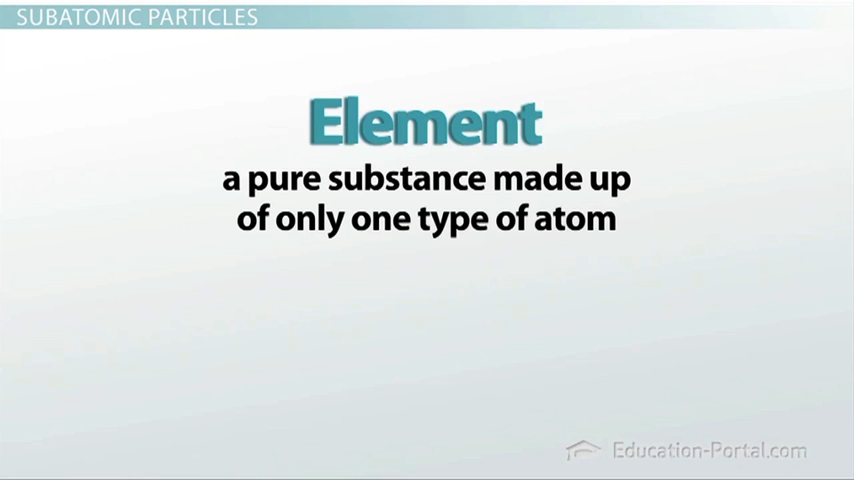 SUBATOMIC PARTICLES
Element
a pure substance made up
of only one type of atom
Education-Portal.com